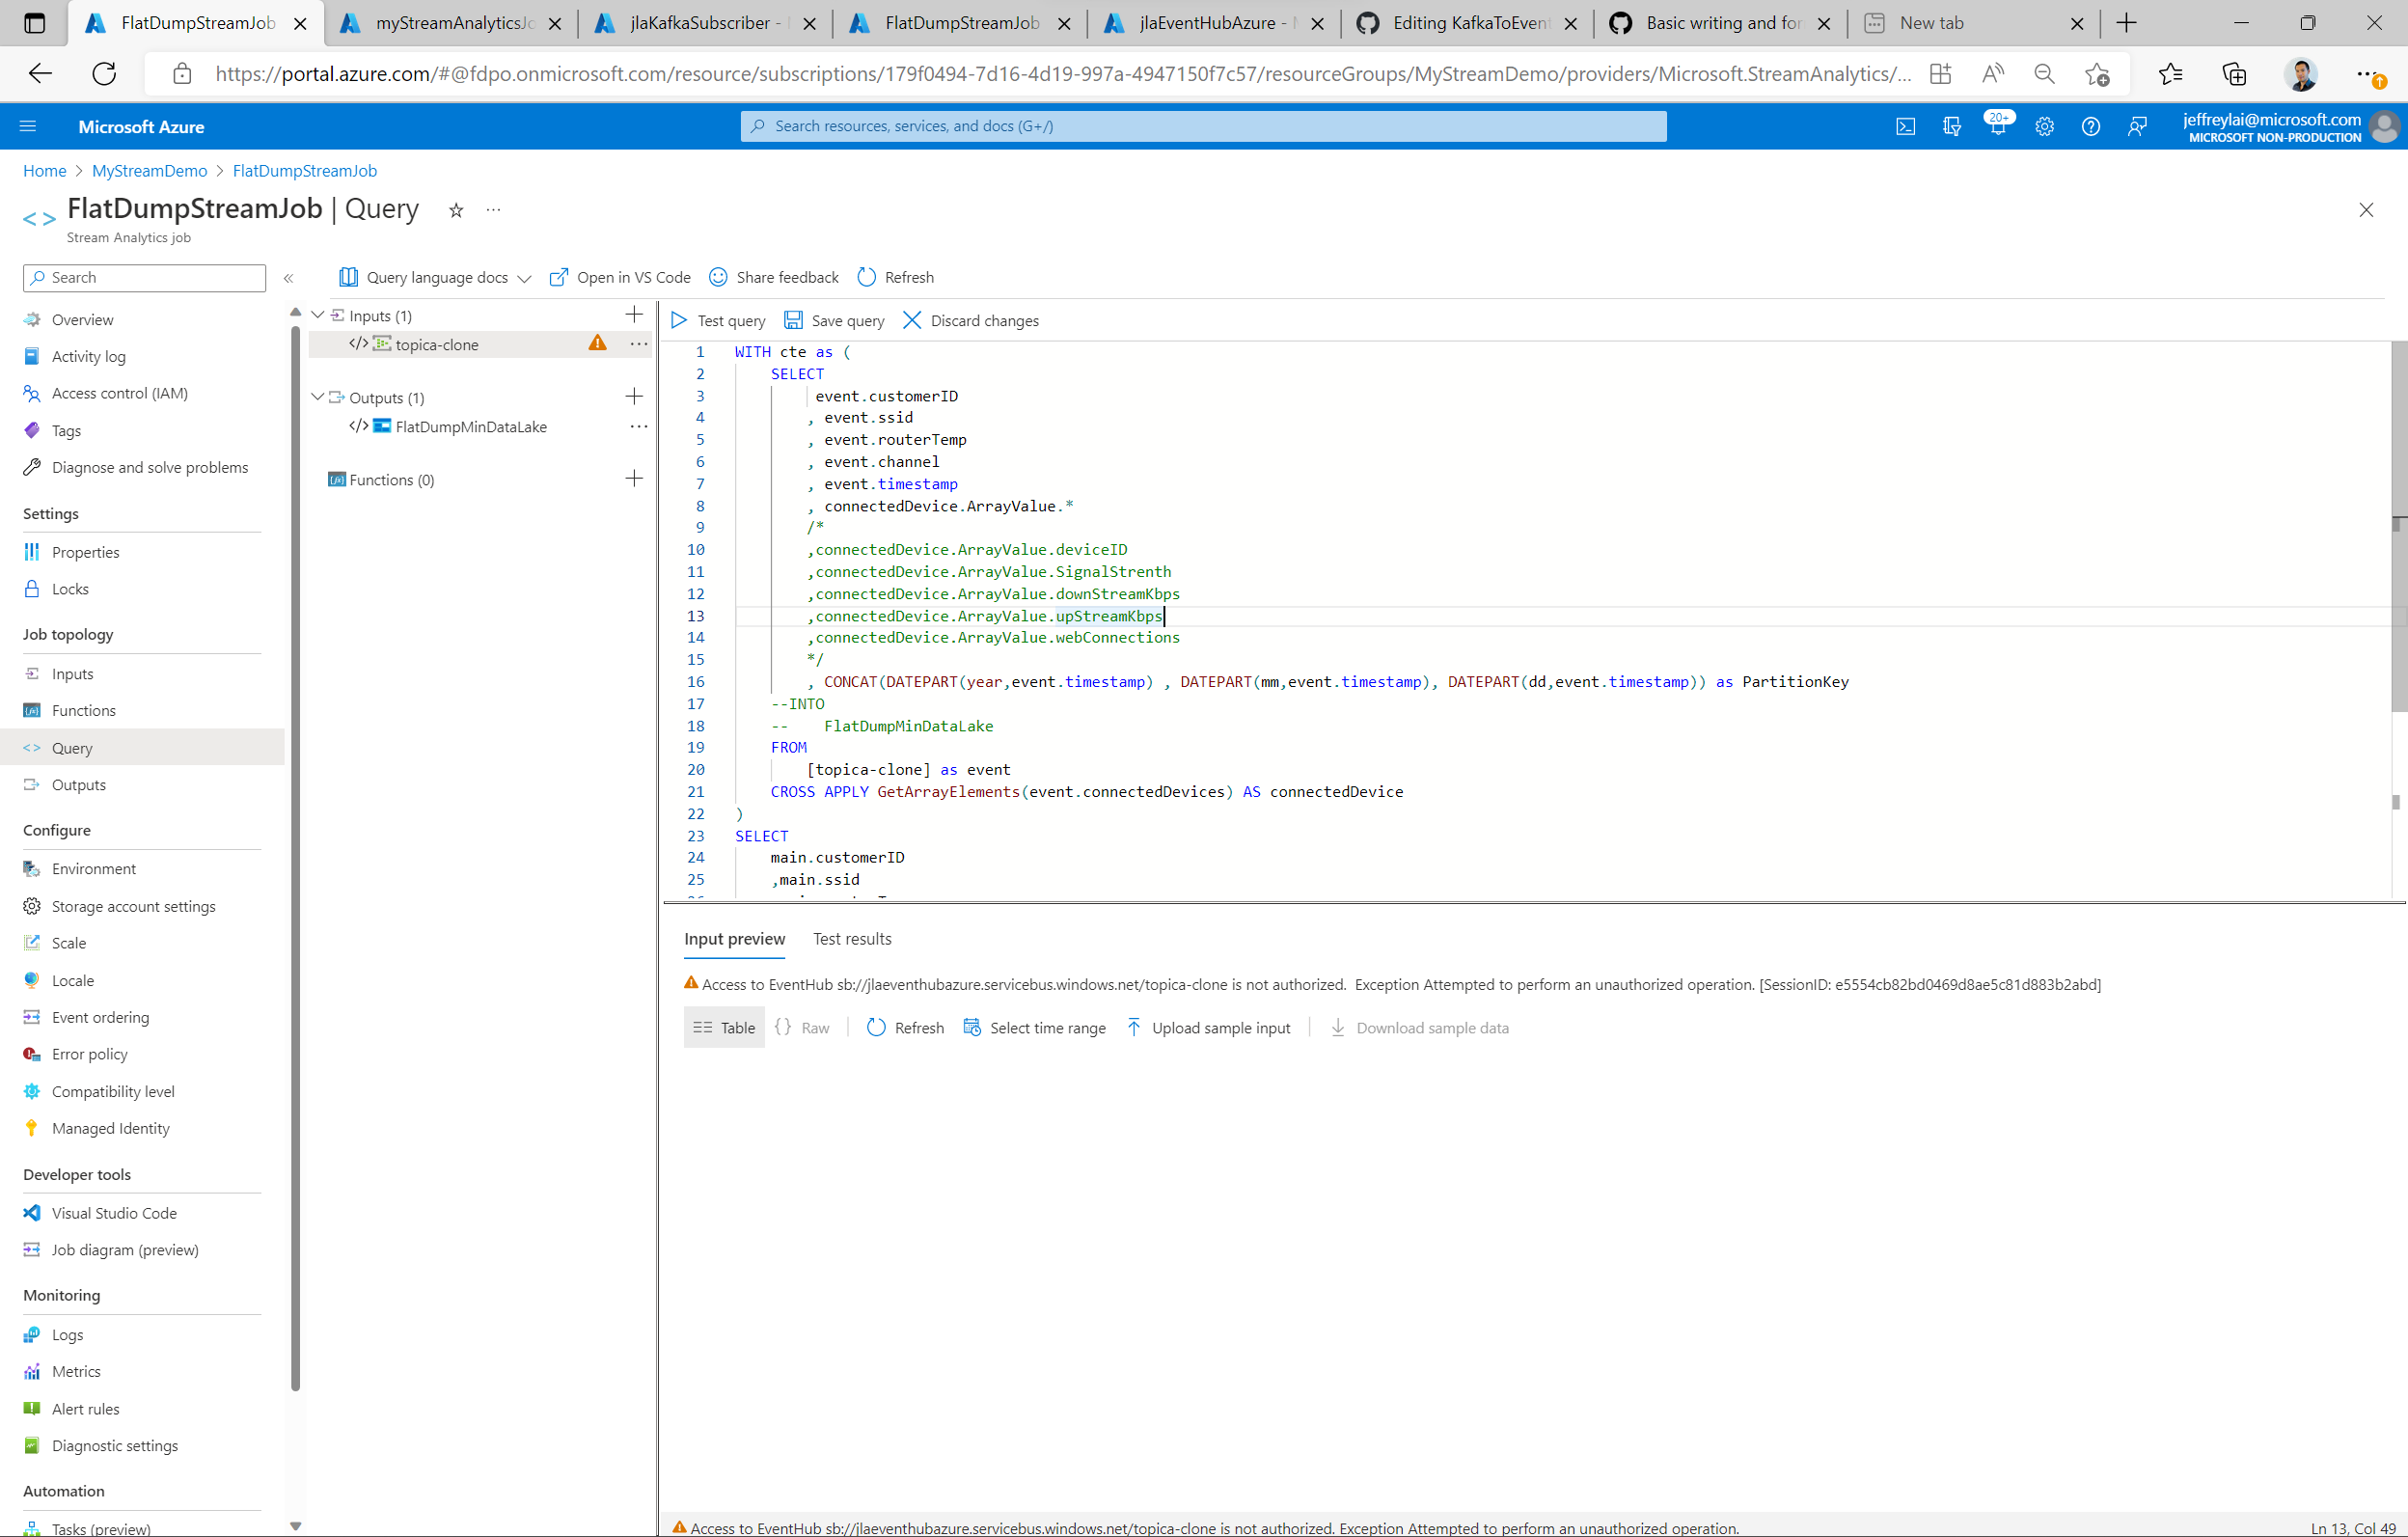 FlatDumpStreamJob
myStreamAnalyticsJo
jlaKafkaSubscriber -
FlatDumpStreamJob
jlaEventHubAzure -
Editing KafkaToEvent
Basic writing and for
New tab
https://portal.azure.com/#@fdpo.onmicrosoft.com/resource/subscriptions/179f0494-7d16-4d19-997a-4947150f7c57/resourceGroups/MyStreamDemo/providers/Microsoft.StreamAnalytics/...
Microsoft Azure
Search resources, services, and docs (G+/)
20+
jeffreylai@microsoft.com
MICROSOFT NON-PRODUCTION
Home > MyStreamDemo > FlatDumpStreamJob
FlatDumpStreamJob | Query
Stream Analytics job
Search
Query language docs
Open in VS Code
Share feedback
Refresh
Overview
Activity log
Access control (IAM)
Tags
Diagnose and solve problems
Settings
Properties
Locks
Job topology
Inputs
Functions
Query
Outputs
Configure
Environment
Storage account settings
Scale
Locale
Event ordering
Error policy
Compatibility level
Managed Identity
Developer tools
Visual Studio Code
Job diagram (preview)
Monitoring
Logs
Metrics
Alert rules
Diagnostic settings
Automation
Tasks (preview)
Inputs (1)
topica-clone
Outputs (1)
FlatDumpMinDataLake
Functions (0)
Test query
Save query
Discard changes
1 WITH cte as (
2 SELECT
3 event.customerID
4 , event.ssid
5 , event.routerTemp
6 , event.channel
7 , event.timestamp
8 , connectedDevice.ArrayValue.*
9 /*
10 ,connectedDevice.ArrayValue.deviceID
11 ,connectedDevice.ArrayValue.SignalStrenth
12 ,connectedDevice.ArrayValue.downStreamKbps
13 ,connectedDevice.ArrayValue.upStreamKbps
14 ,connectedDevice.ArrayValue.webConnections
15 */
16 , CONCAT(DATEPART(year,event.timestamp) , DATEPART(mm,event.timestamp), DATEPART(dd,event.timestamp)) as PartitionKey
17 --INTO
18 -- FlatDumpMinDataLake
19 FROM
20 [topica-clone] as event
21 CROSS APPLY GetArrayElements(event.connectedDevices) AS connectedDevice
22 )
23 SELECT
24 main.customerID
25 ,main.ssid
Input preview
Test results
Access to EventHub sb://jlaeventhubazure.servicebus.windows.net/topica-clone is not authorized. Exception Attempted to perform an unauthorized operation. [SessionID: e5554cb82bd0469d8ae5c81d883b2abd]
Table
{} Raw
Refresh
Select time range
Upload sample input
Download sample data
Access to EventHub sb://jlaeventhubazure.servicebus.windows.net/topica-clone is not authorized. Exception Attempted to perform an unauthorized operation.
Ln 13, Col 49